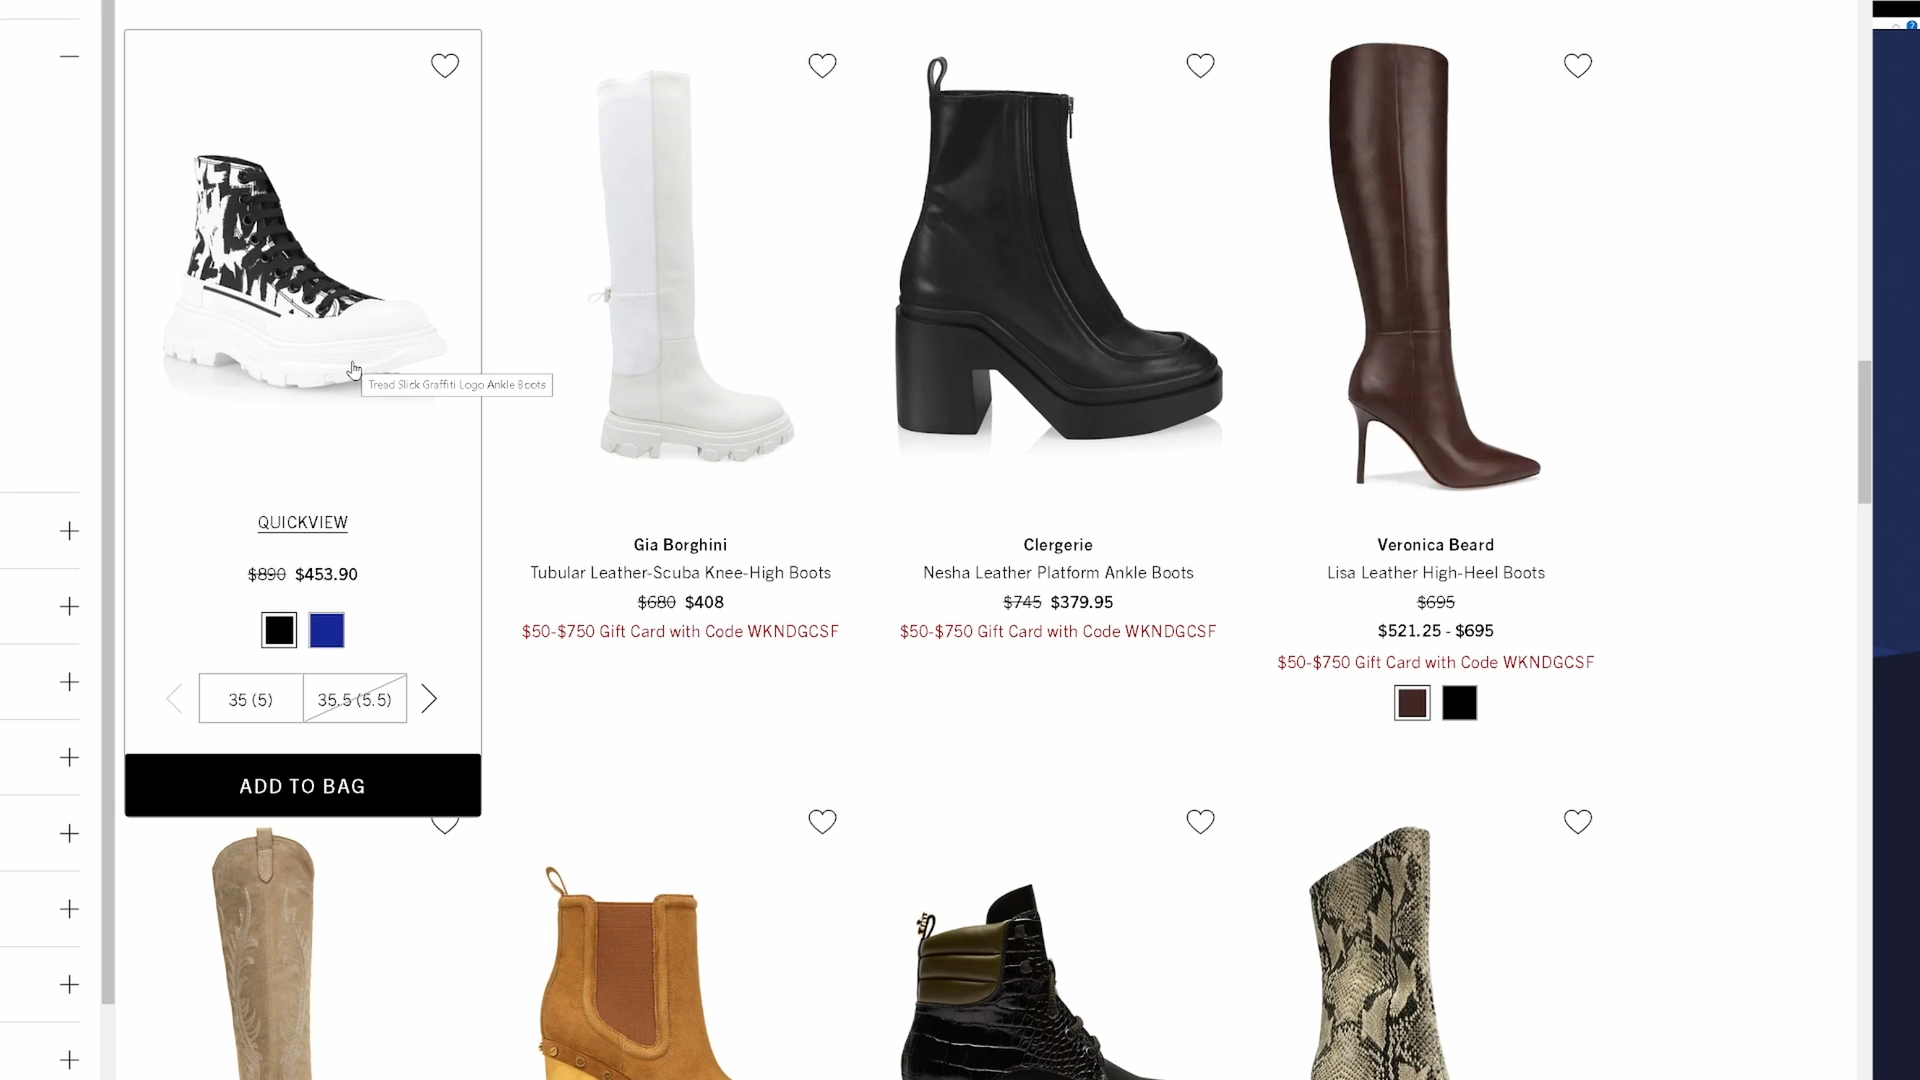 Tread Slick Graffiti Logo Ankle Boots
QUICKVIEW
$890 $453.90
35 (5)
35.5 (5.5)
ADD TO BAG
Gia Borghini
Tubular Leather-Scuba Knee-High Boots
$680 $408
$50-$750 Gift Card with Code WKNDGCSF
Clergerie
Nesha Leather Platform Ankle Boots
$745 $379.95
$50-$750 Gift Card with Code WKNDGCSF
Veronica Beard
Lisa Leather High-Heel Boots
$695
$521.25 - $695
$50-$750 Gift Card with Code WKNDGCSF